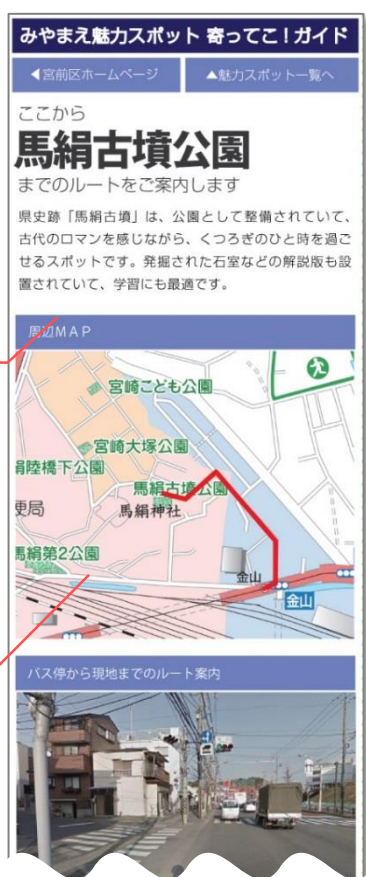 みやまえ魅力スポット 寄ってこ!ガイド
◀宮前区ホームページ
▲魅力スポット一覧へ
ここから
馬絹古墳公園
までのルートをご案内します
県史跡「馬絹古墳」は、公園として整備されていて、
古代のロマンを感じながら、くつろぎのひと時を過ご
せるスポットです。発掘された石室などの解説版も設
置されていて、学習にも最適です。
周辺MAP
宮崎こども公園
宮崎大塚公園
絹陸橋下公園
馬絹古墳公園
便局
馬絹神社
馬絹第2公園
金山
金山
バス停から現地までのルート案内